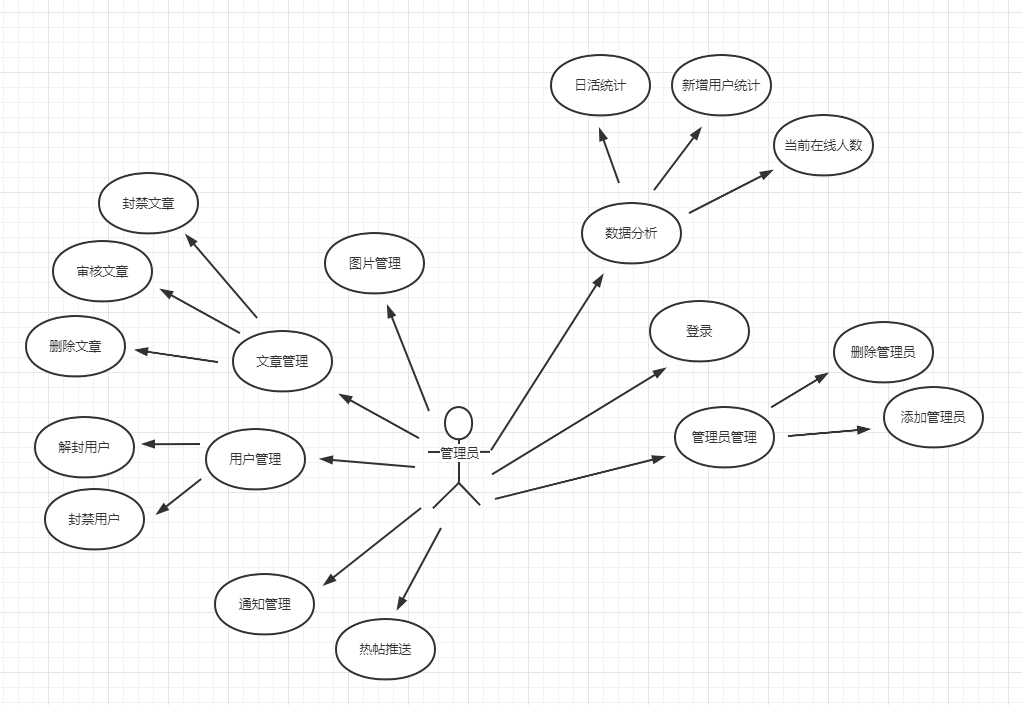 日活统计
新增用户统计
当前在线人数
封禁文章
数据分析
审核文章
图片管理
登录
删除文章
文章管理
删除管理员
添加管理员
管理员管理
解封用户
用户管理
管理员
封禁用户
通知管理
热帖推送